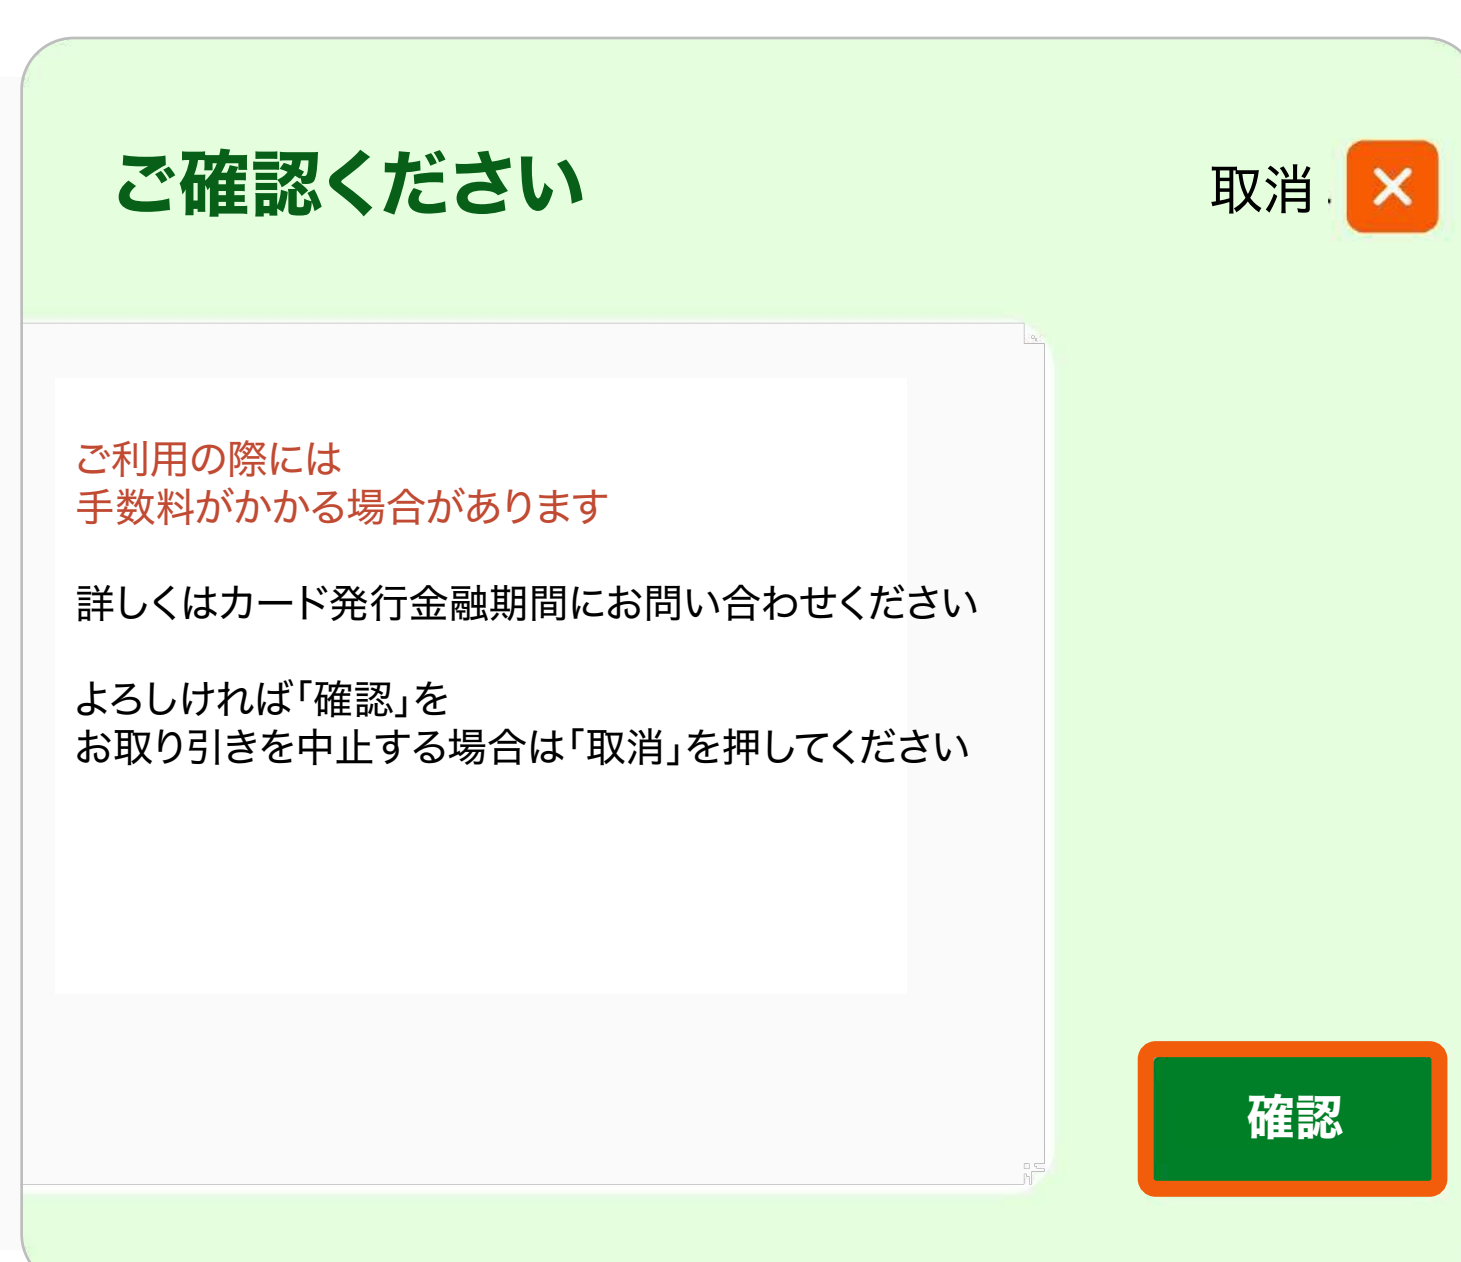 ご確認ください
取消
ご利用の際には
手数料がかかる場合があります
詳しくはカード発行金融期間にお問い合わせください
よろしければ「確認」を
お取り引きを中止する場合は「取消」を押してください
確認